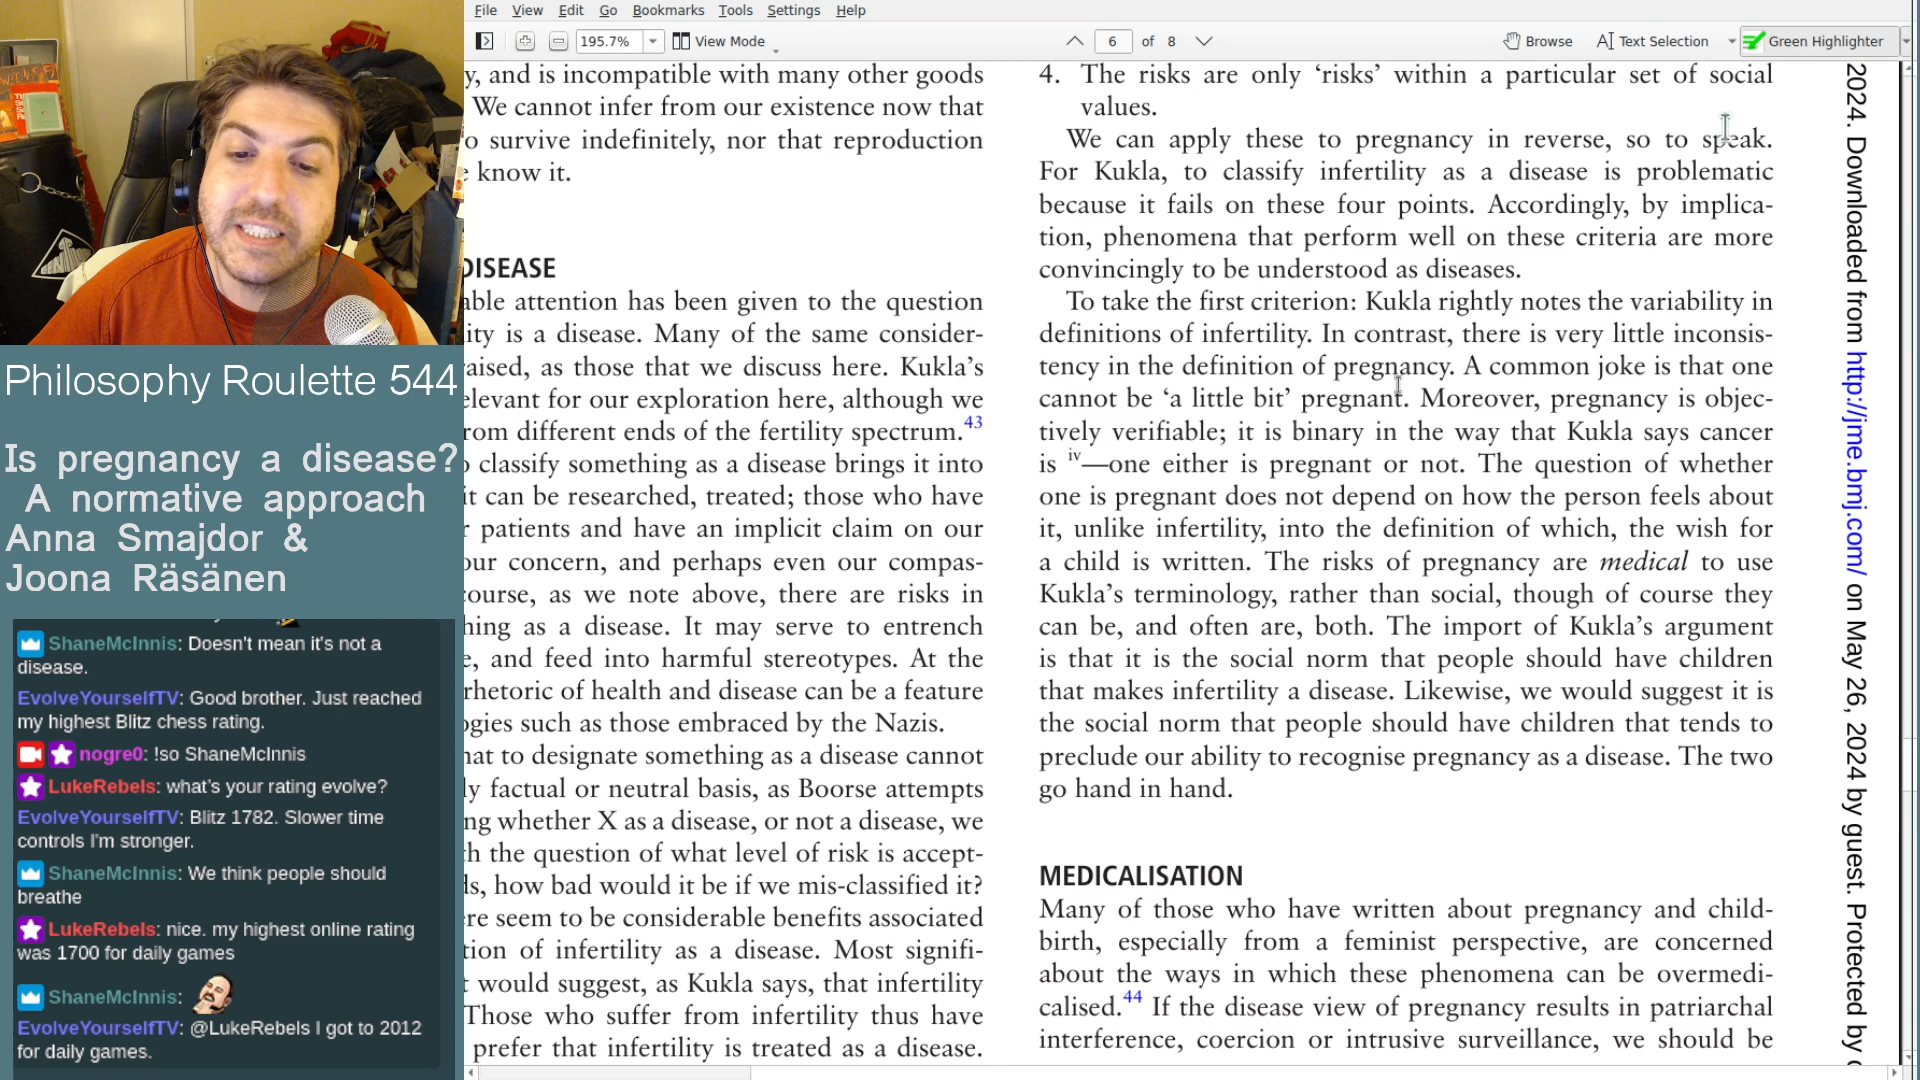 File View Edit Go Bookmarks Tools Settings Help
195.7% View Mode 6 of 8 Browse Text Selection Green Highlighter
Philosophy Roulette 544
Is pregnancy a disease?
A normative approach
Anna Smajdor &
Joona Räsänen
ShaneMcInnis: Doesn't mean it's not a
disease.
EvolveYourselfTV: Good brother. Just reached
my highest Blitz chess rating.
nogre0: !so ShaneMcInnis
LukeRebels: what's your rating evolve?
EvolveYourselfTV: Blitz 1782. Slower time
controls I'm stronger.
ShaneMcInnis: We think people should
breathe
LukeRebels: nice. my highest online rating
was 1700 for daily games
ShaneMcInnis:
EvolveYourselfTV: @LukeRebels I got to 2012
for daily games.
y, and is incompatible with many other goods
We cannot infer from our existence now that
o survive indefinitely, nor that reproduction
know it.
DISEASE
able attention has been given to the question
ity is a disease. Many of the same consider-
raised, as those that we discuss here. Kukla's
elevant for our exploration here, although we
rom different ends of the fertility spectrum.43
classify something as a disease brings it into
it can be researched, treated; those who have
r patients and have an implicit claim on our
our concern, and perhaps even our compas-
course, as we note above, there are risks in
hing as a disease. It may serve to entrench
e, and feed into harmful stereotypes. At the
rhetoric of health and disease can be a feature
ogies such as those embraced by the Nazis.
hat to designate something as a disease cannot
ly factual or neutral basis, as Boorse attempts
ng whether X as a disease, or not a disease, we
h the question of what level of risk is accept-
ls, how bad would it be if we mis-classified it?
ere seem to be considerable benefits associated
tion of infertility as a disease. Most signifi-
t would suggest, as Kukla says, that infertility
Those who suffer from infertility thus have
prefer that infertility is treated as a disease.
4. The risks are only 'risks' within a particular set of social
values.
We can apply these to pregnancy in reverse, so to speak.
For Kukla, to classify infertility as a disease is problematic
because it fails on these four points. Accordingly, by implica-
tion, phenomena that perform well on these criteria are more
convincingly to be understood as diseases.
To take the first criterion: Kukla rightly notes the variability in
definitions of infertility. In contrast, there is very little inconsis-
tency in the definition of pregnancy. A common joke is that one
cannot be 'a little bit' pregnant. Moreover, pregnancy is objec-
tively verifiable; it is binary in the way that Kukla says cancer
is iv—one either is pregnant or not. The question of whether
one is pregnant does not depend on how the person feels about
it, unlike infertility, into the definition of which, the wish for
a child is written. The risks of pregnancy are medical to use
Kukla's terminology, rather than social, though of course they
can be, and often are, both. The import of Kukla's argument
is that it is the social norm that people should have children
that makes infertility a disease. Likewise, we would suggest it is
the social norm that people should have children that tends to
preclude our ability to recognise pregnancy as a disease. The two
go hand in hand.
MEDICALISATION
Many of those who have written about pregnancy and child-
birth, especially from a feminist perspective, are concerned
about the ways in which these phenomena can be overmedi-
calised.44 If the disease view of pregnancy results in patriarchal
interference, coercion or intrusive surveillance, we should be
2024. Downloaded from http://jme.bmj.com/ on May 26, 2024 by guest. Protected by c